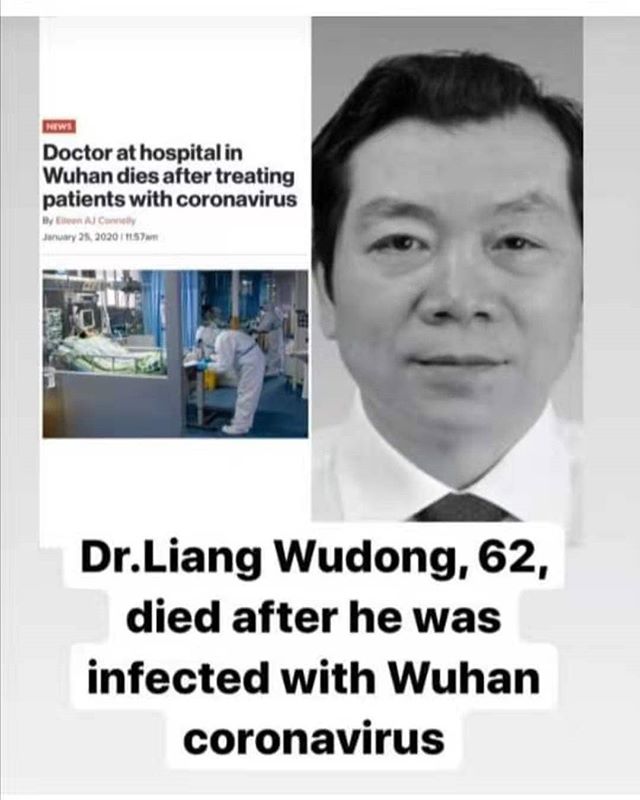 NEWS
Doctor at hospital in
Wuhan dies after treating
patients with coronavirus
By Eileen AJ Connelly
January 25, 2020 | 11:57am
Dr.Liang Wudong, 62,
died after he was
infected with Wuhan
coronavirus